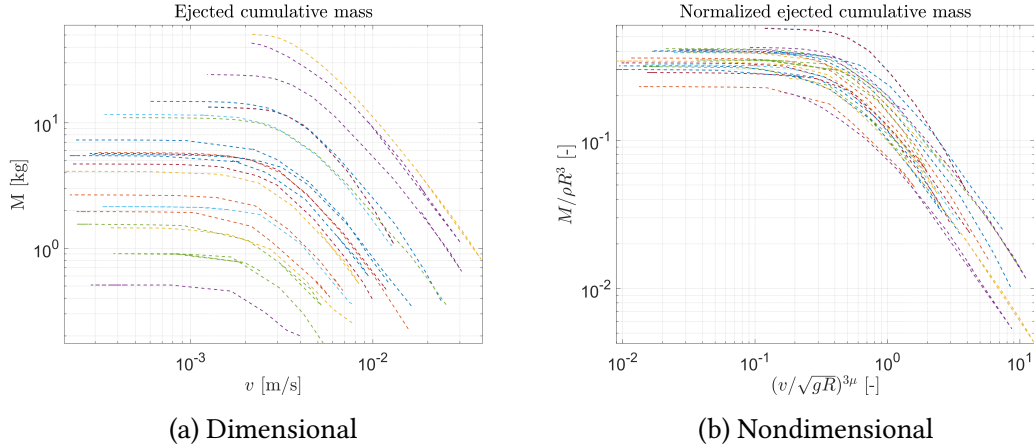 Ejected cumulative mass
M [kg]
10^1
10^0
10^-3
10^-2
v [m/s]
(a) Dimensional
Normalized ejected cumulative mass
M/ρR^3 [-]
10^-1
10^-2
10^-2
10^-1
10^0
10^1
(v/√gR)^3μ [-]
(b) Nondimensional